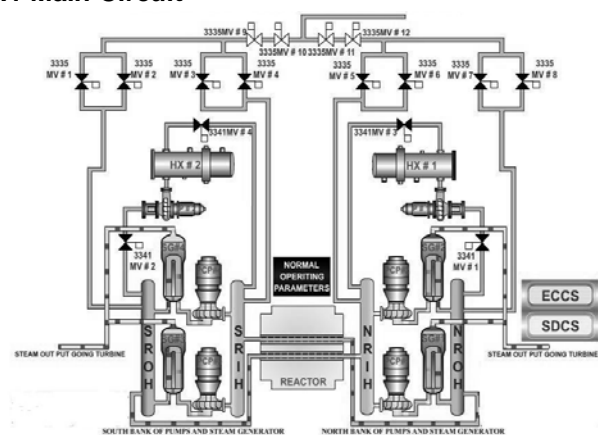 3335MV # 9
3335MV # 12
3335MV # 10
3335MV # 11
3335
MV # 1
3335
MV # 2
3335
MV # 3
3335
MV # 4
3335
MV # 5
3335
MV # 6
3335
MV # 7
3335
MV # 8
3341MV # 4
3341MV # 3
HX # 2
HX # 1
3341
MV # 2
3341
MV # 1
NORMAL
OPERITING
PARAMETERS
ECCS
SDCS
SROH
SRIH
NRIH
NROH
REACTOR
STEAM OUT PUT GOING TURBINE
STEAM OUT PUT GOING TURBINE
SOUTH BANK OF PUMPS AND STEAM GENERATOR
NORTH BANK OF PUMPS AND STEAM GENERATOR